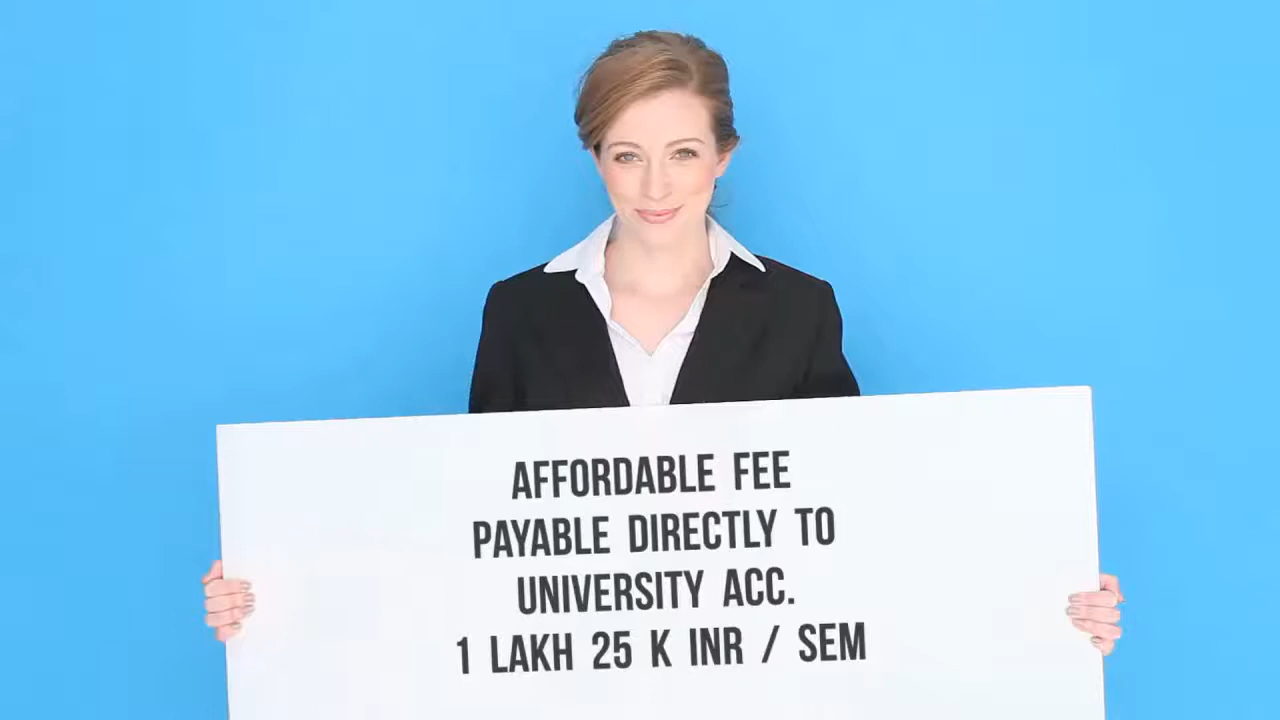 AFFORDABLE FEE
PAYABLE DIRECTLY TO
UNIVERSITY ACC.
1 LAKH 25 K INR / SEM